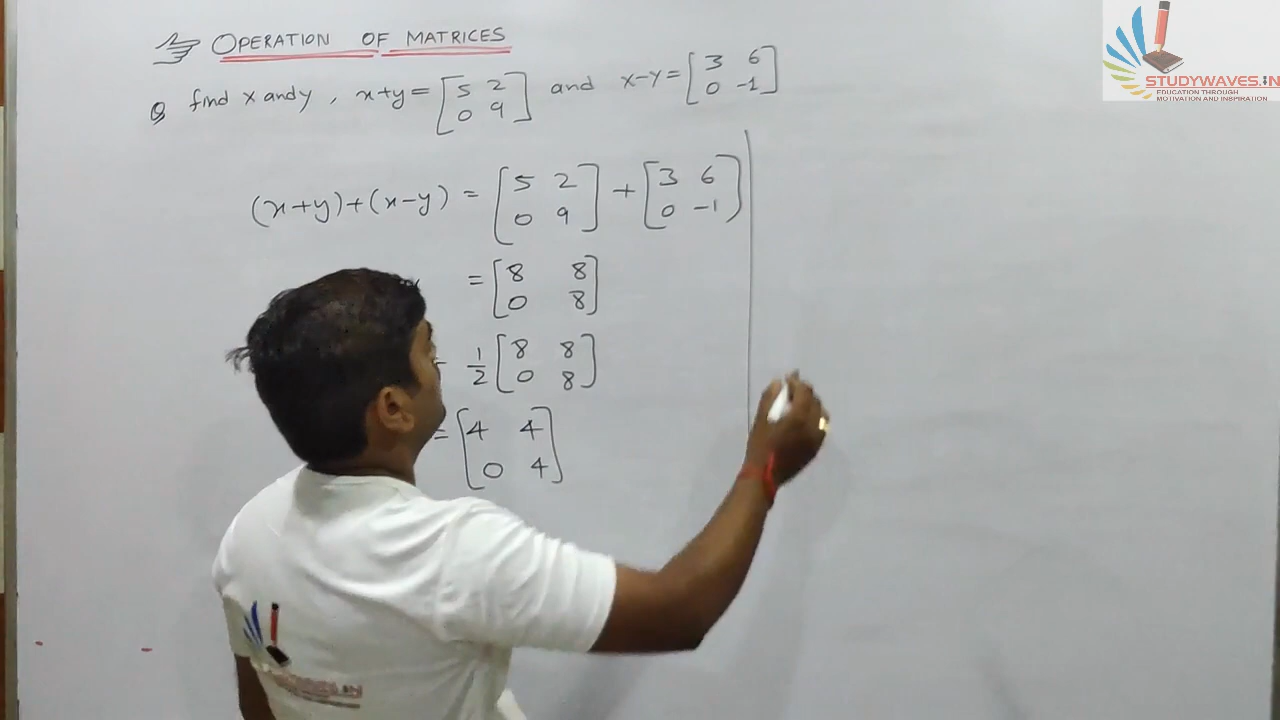 OPERATION OF MATRICES
Q find x and y , x+y = [5 2 and x-y = [3 6
0 9] 0 -1]
(x+y)+(x-y) = [5 2 + [3 6
0 9] 0 -1]
= [8 8
0 8]
1/2 [8 8
0 8]
= [4 4
0 4]
STUDYWAVES.IN
EDUCATION THROUGH
MOTIVATION AND INSPIRATION